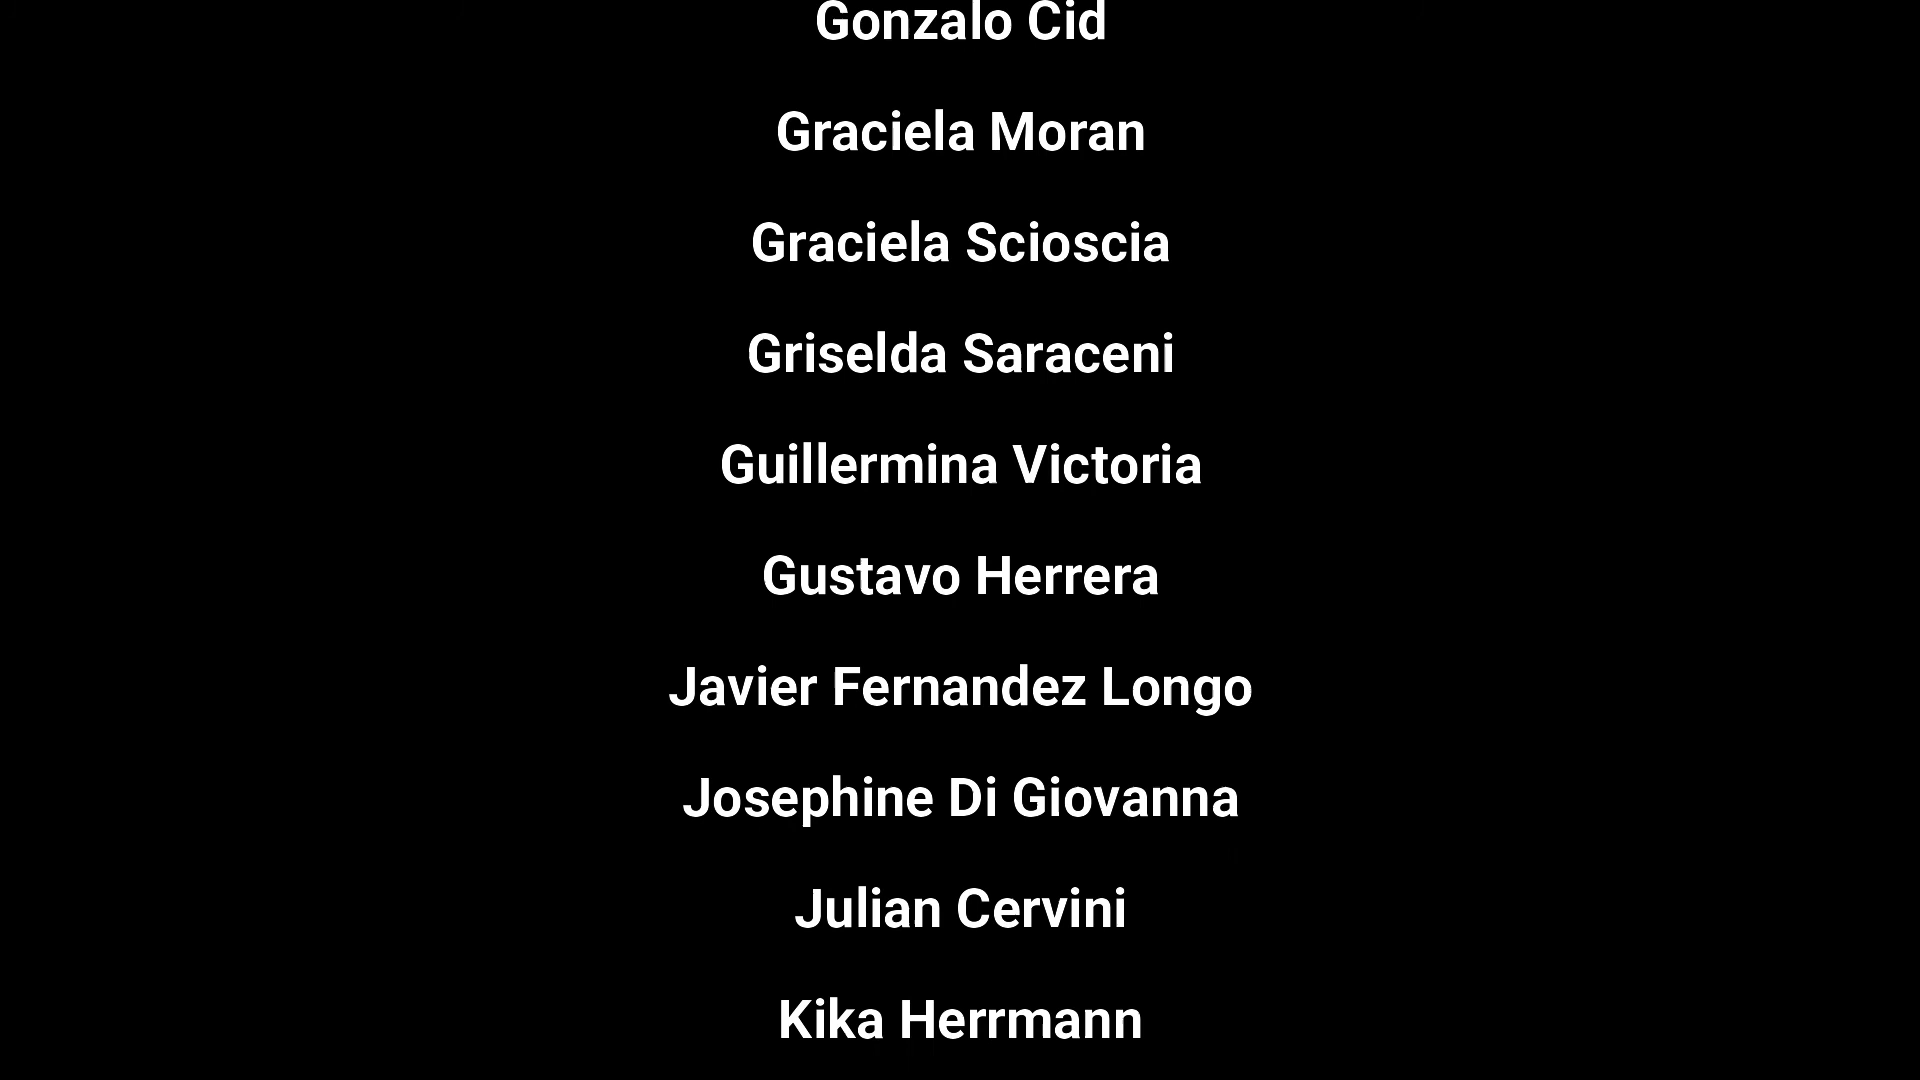 Gonzalo Cid
Graciela Moran
Graciela Scioscia
Griselda Saraceni
Guillermina Victoria
Gustavo Herrera
Javier Fernandez Longo
Josephine Di Giovanna
Julian Cervini
Kika Herrmann